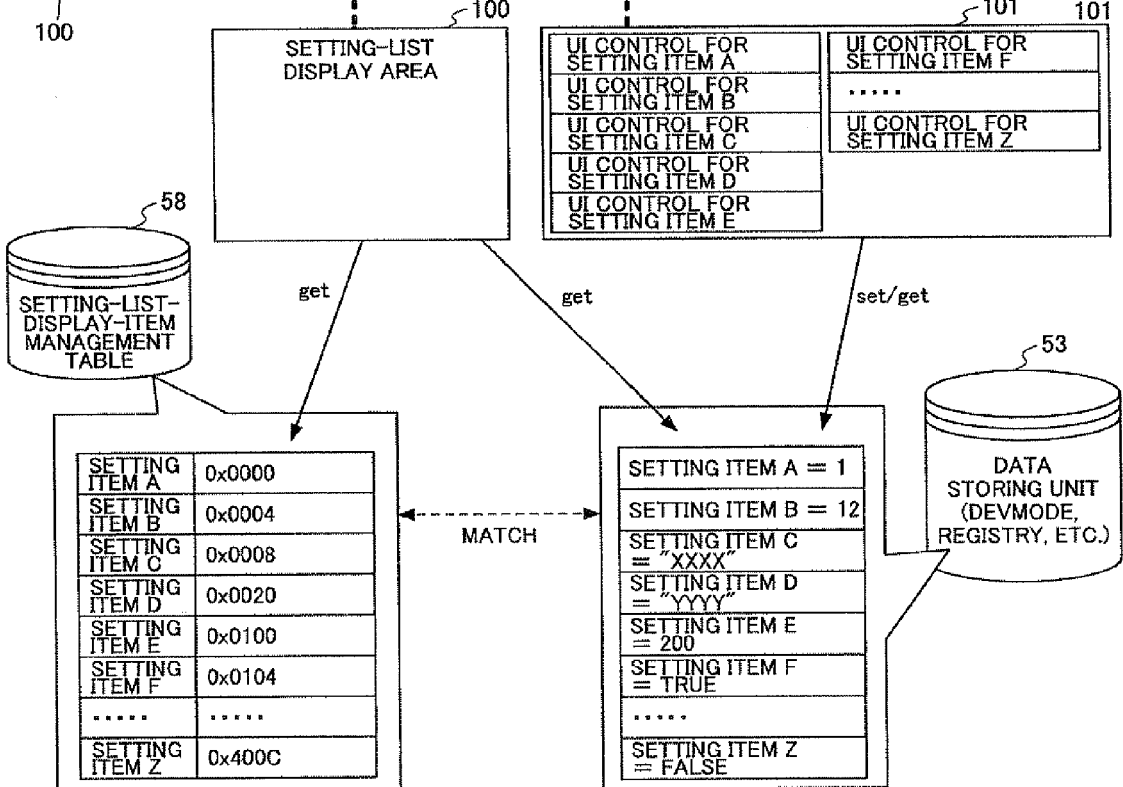 100
100
101
101
SETTING-LIST
DISPLAY AREA
UI CONTROL FOR
SETTING ITEM A
UI CONTROL FOR
SETTING ITEM B
UI CONTROL FOR
SETTING ITEM C
UI CONTROL FOR
SETTING ITEM D
UI CONTROL FOR
SETTING ITEM E
UI CONTROL FOR
SETTING ITEM F
.....
UI CONTROL FOR
SETTING ITEM Z
58
SETTING-LIST-
DISPLAY-ITEM
MANAGEMENT
TABLE
get
get
set/get
53
DATA
STORING UNIT
(DEVMODE,
REGISTRY, ETC.)
SETTING
ITEM A
0x0000
SETTING
ITEM B
0x0004
SETTING
ITEM C
0x0008
SETTING
ITEM D
0x0020
SETTING
ITEM E
0x0100
SETTING
ITEM F
0x0104
.....
.....
SETTING
ITEM Z
0x400C
MATCH
SETTING ITEM A = 1
SETTING ITEM B = 12
SETTING ITEM C
= "XXXX"
SETTING ITEM D
= "YYYY"
SETTING ITEM E
= 200
SETTING ITEM F
= TRUE
.....
SETTING ITEM Z
= FALSE